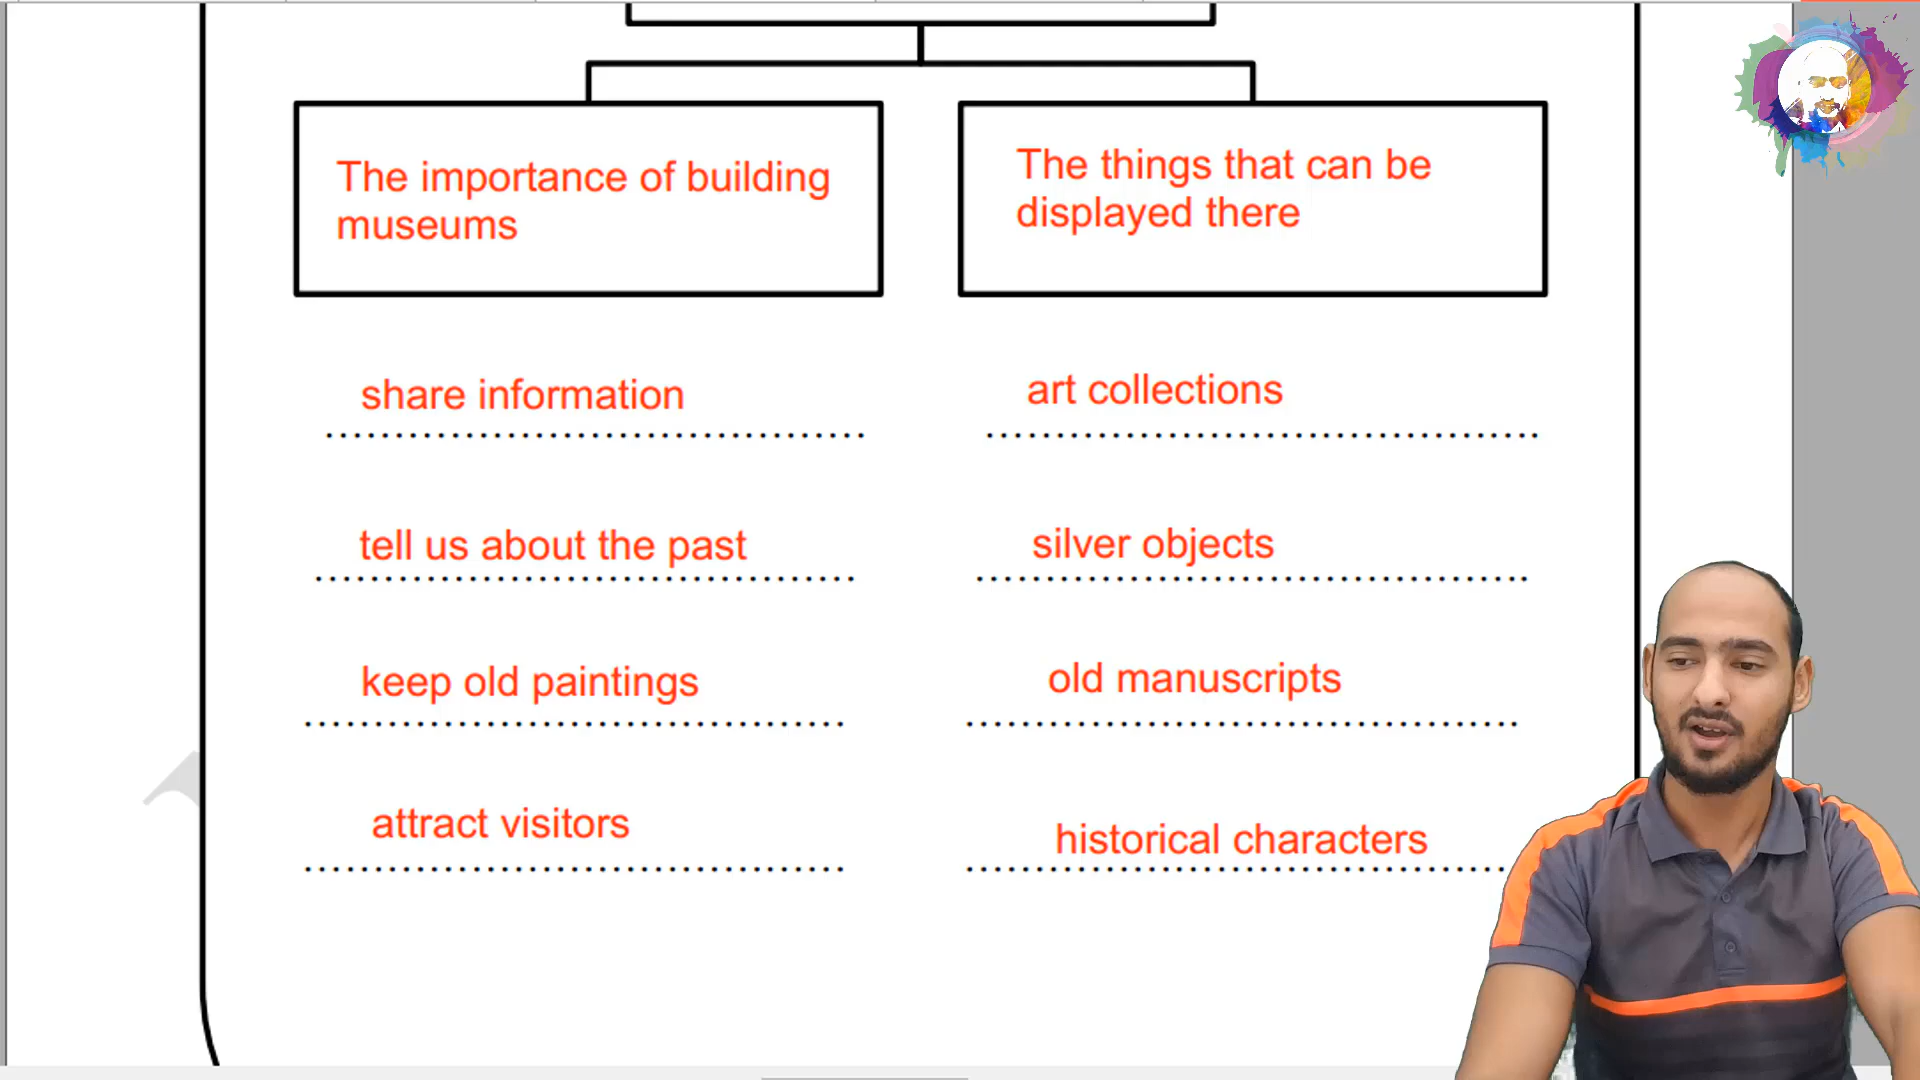 The importance of building
museums
The things that can be
displayed there
share information
art collections
tell us about the past
silver objects
keep old paintings
old manuscripts
attract visitors
historical characters